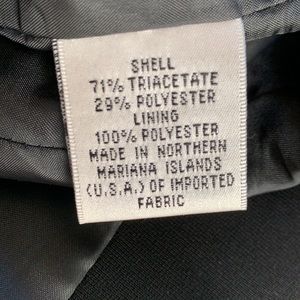 SHELL
71% TRIACETATE
29% POLYESTER
LINING
100% POLYESTER
MADE IN NORTHERN
MARIANA ISLANDS
(U.S.A.) OF IMPORTED
FABRIC